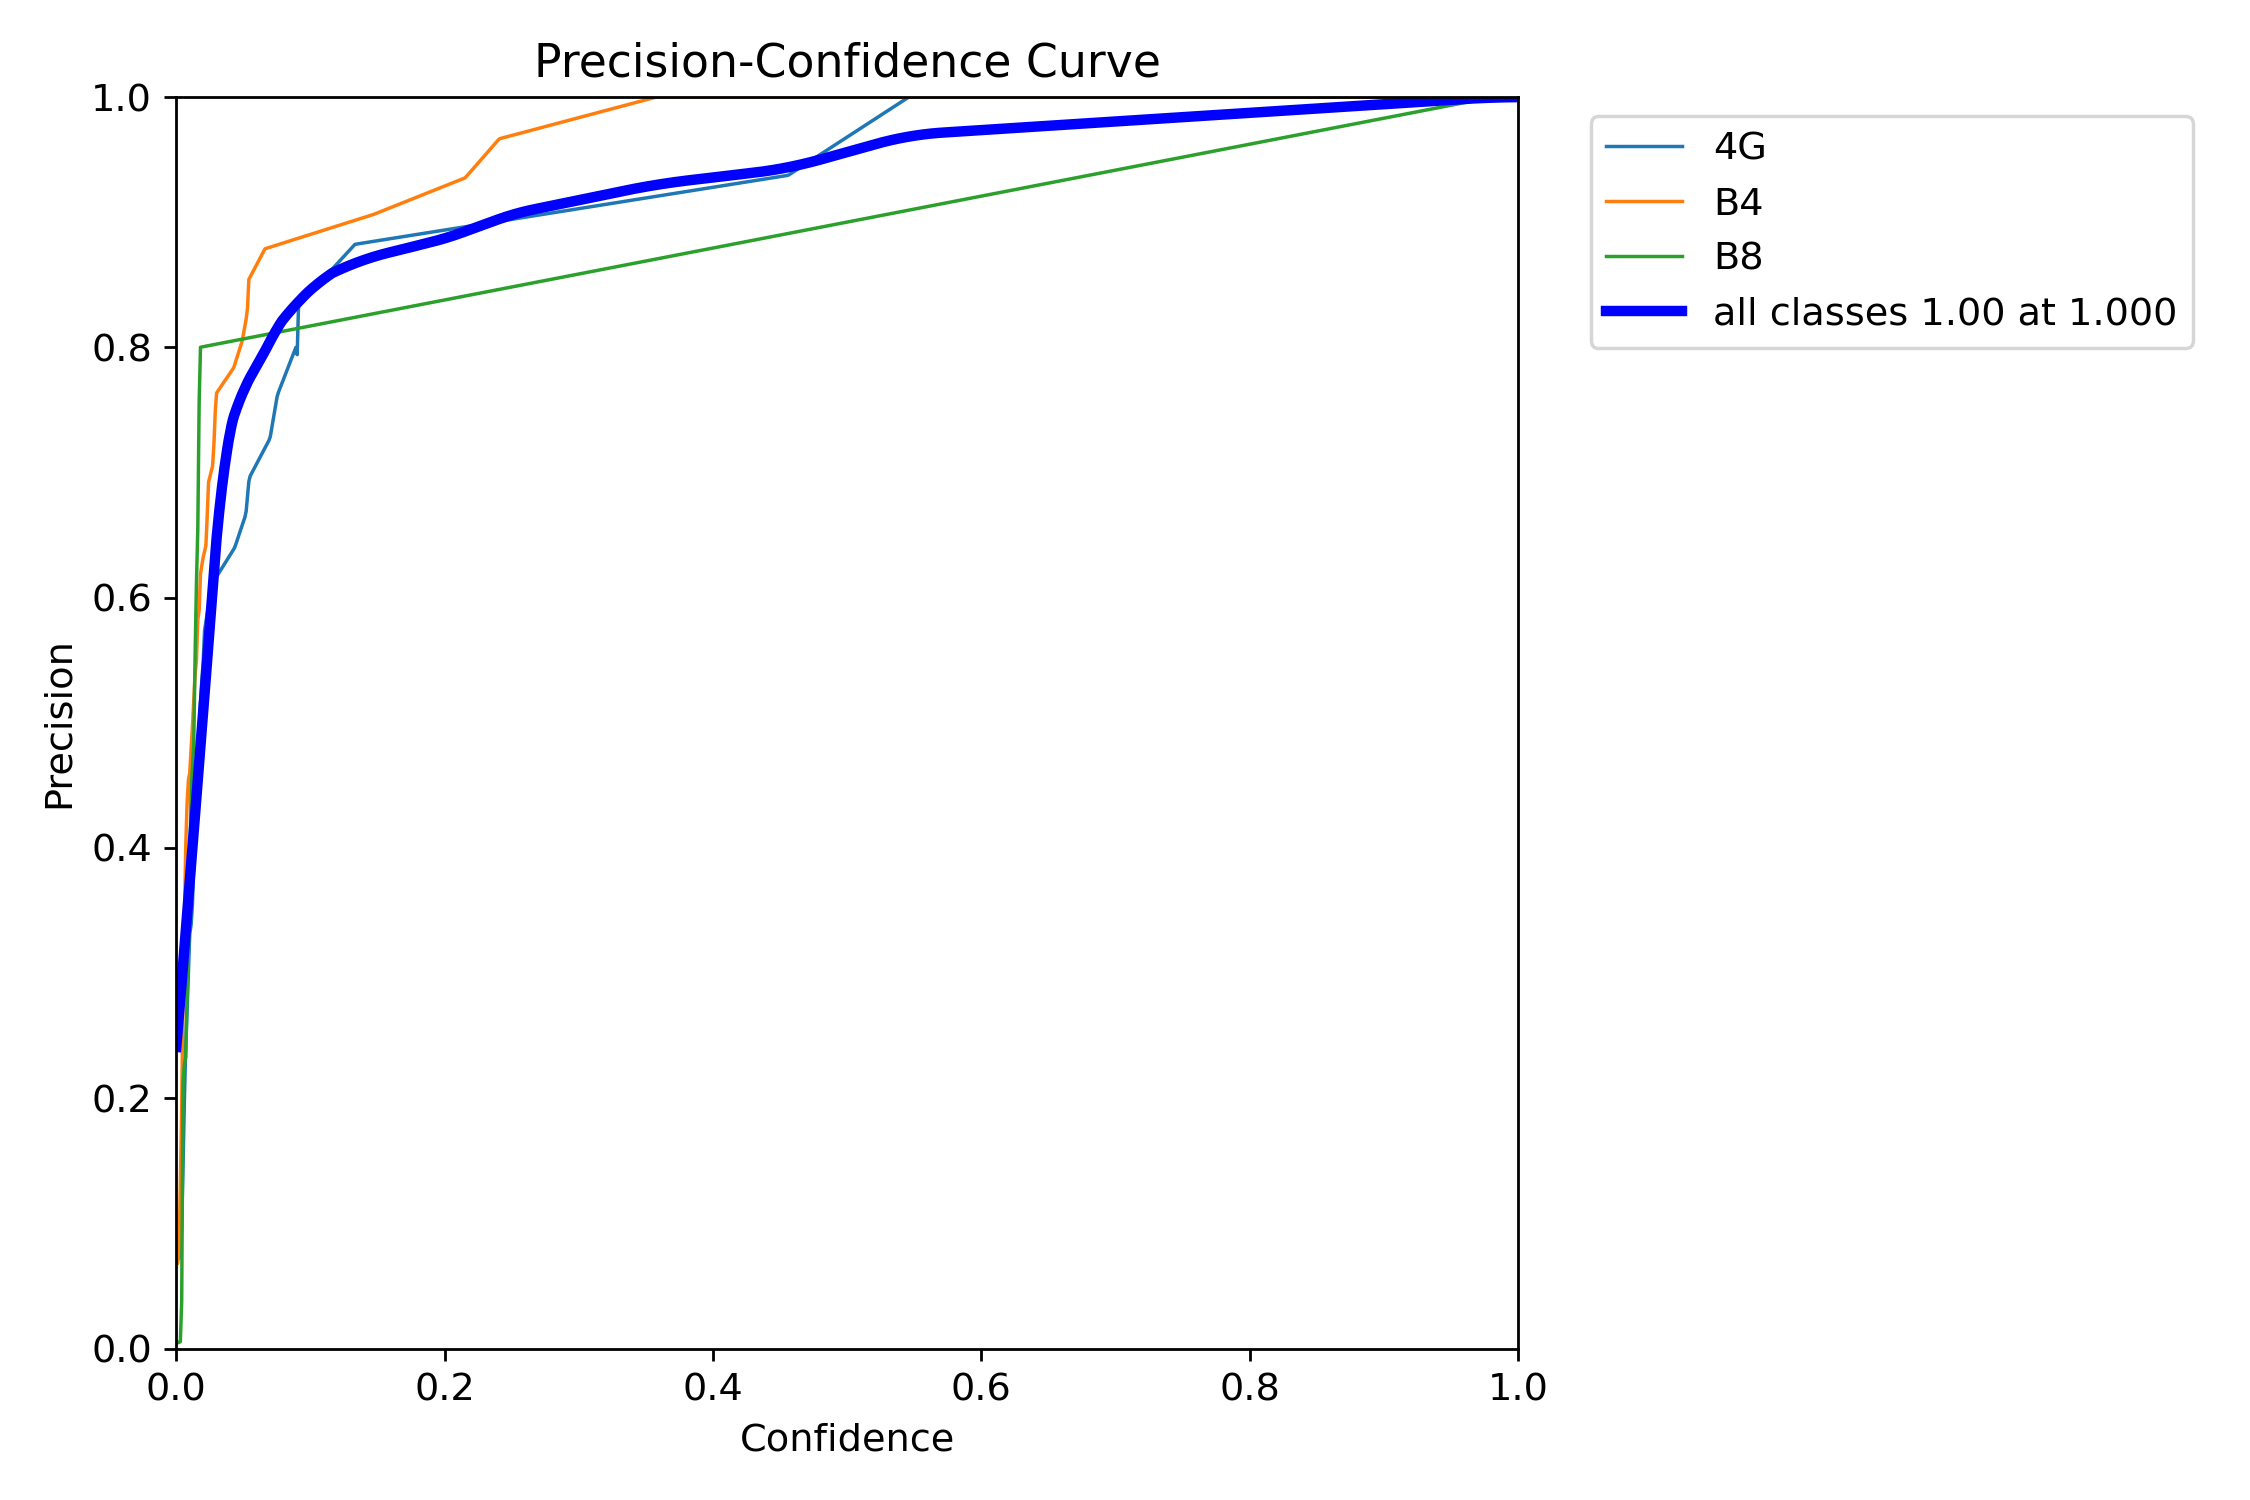 Precision-Confidence Curve
1.0
0.8
0.6
0.4
0.2
0.0
Precision
0.0 0.2 0.4 0.6 0.8 1.0
Confidence
4G
B4
B8
all classes 1.00 at 1.000